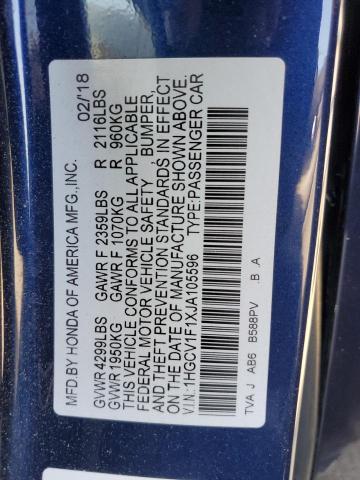 MFD.BY HONDA OF AMERICA MFG., INC. 02/18
GVWR 4299LBS GAWR F 2359LBS R 2116LBS
GVWR 1950KG GAWR F 1070KG R 960KG
THIS VEHICLE CONFORMS TO ALL APPLICABLE
FEDERAL MOTOR VEHICLE SAFETY, BUMPER,
AND THEFT PREVENTION STANDARDS IN EFFECT
ON THE DATE OF MANUFACTURE SHOWN ABOVE.
V.I.N:1HGCV1F1XJA105596 TYPE:PASSENGER CAR
TVA J AB6 B588PV .B .A